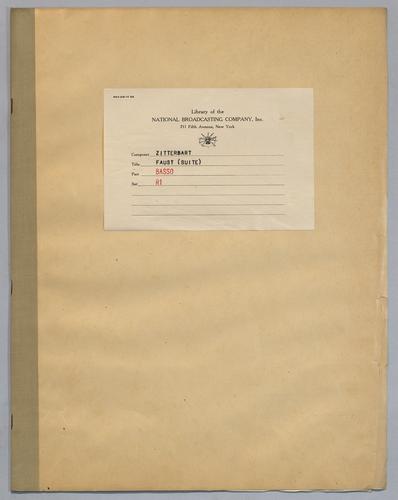 Library of the
NATIONAL BROADCASTING COMPANY, Inc.
711 Fifth Avenue, New York
Composer ZITTERBART
Title FAUST (SUITE)
Part BASSO
Set A1